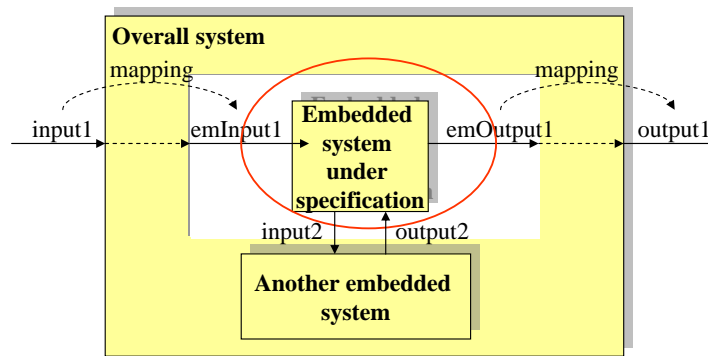 Overall system
mapping
mapping
input1
emInput1
Embedded
system
under
specification
emOutput1
output1
input2
output2
Another embedded
system